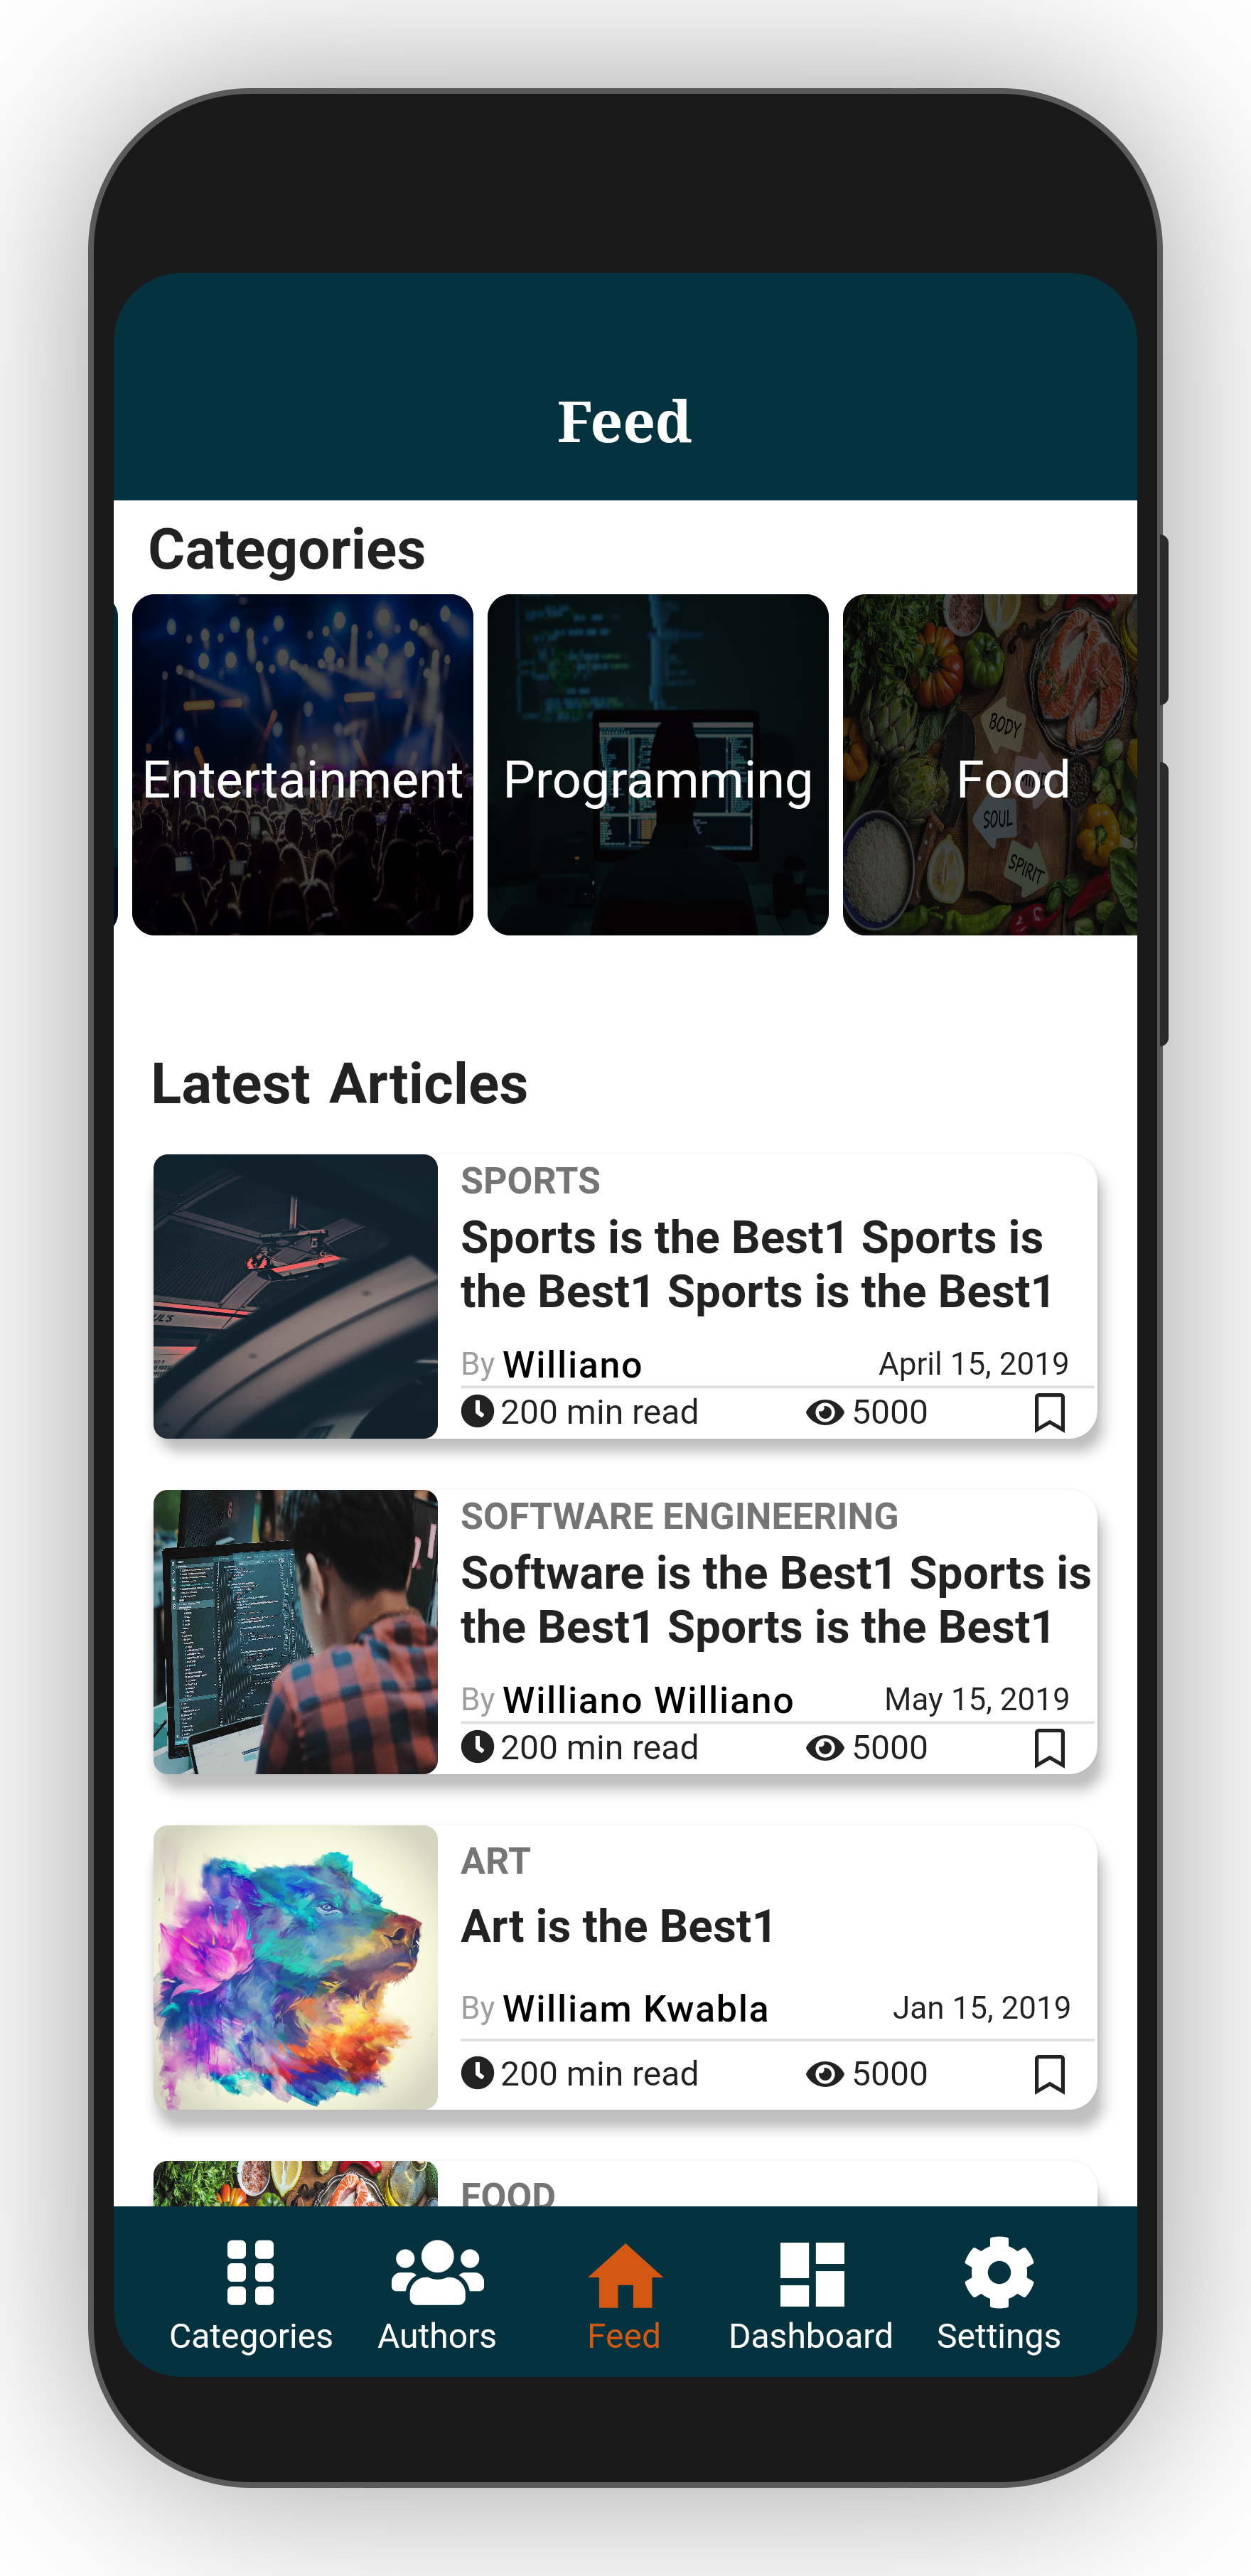 Feed
Categories
Entertainment
Programming
Food
BODY
SOUL
SPIRIT
Latest Articles
SPORTS
Sports is the Best1 Sports is
the Best1 Sports is the Best1
By Williano
April 15, 2019
200 min read
5000
SOFTWARE ENGINEERING
Software is the Best1 Sports is
the Best1 Sports is the Best1
By Williano Williano
May 15, 2019
200 min read
5000
ART
Art is the Best1
By William Kwabla
Jan 15, 2019
200 min read
5000
FOOD
Categories
Authors
Feed
Dashboard
Settings